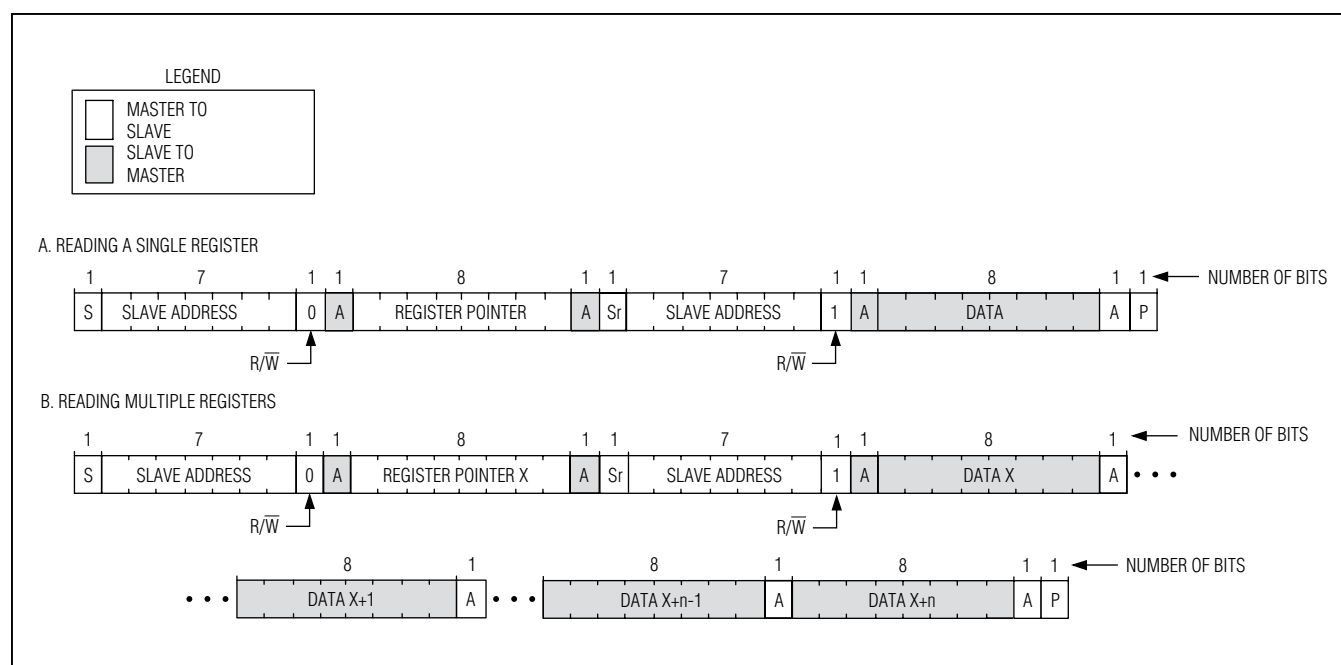 LEGEND
MASTER TO
SLAVE
SLAVE TO
MASTER
A. READING A SINGLE REGISTER
1 7 1 1 8 1 1 7 1 1 8 1 1 NUMBER OF BITS
S SLAVE ADDRESS 0 A REGISTER POINTER A Sr SLAVE ADDRESS 1 A DATA A P
R/W̅ R/W̅
B. READING MULTIPLE REGISTERS
1 7 1 1 8 1 1 7 1 1 8 1 NUMBER OF BITS
S SLAVE ADDRESS 0 A REGISTER POINTER X A Sr SLAVE ADDRESS 1 A DATA X A •••
R/W̅ R/W̅
8 1 8 1 8 1 1 NUMBER OF BITS
••• DATA X+1 A ••• DATA X+n-1 A DATA X+n A P